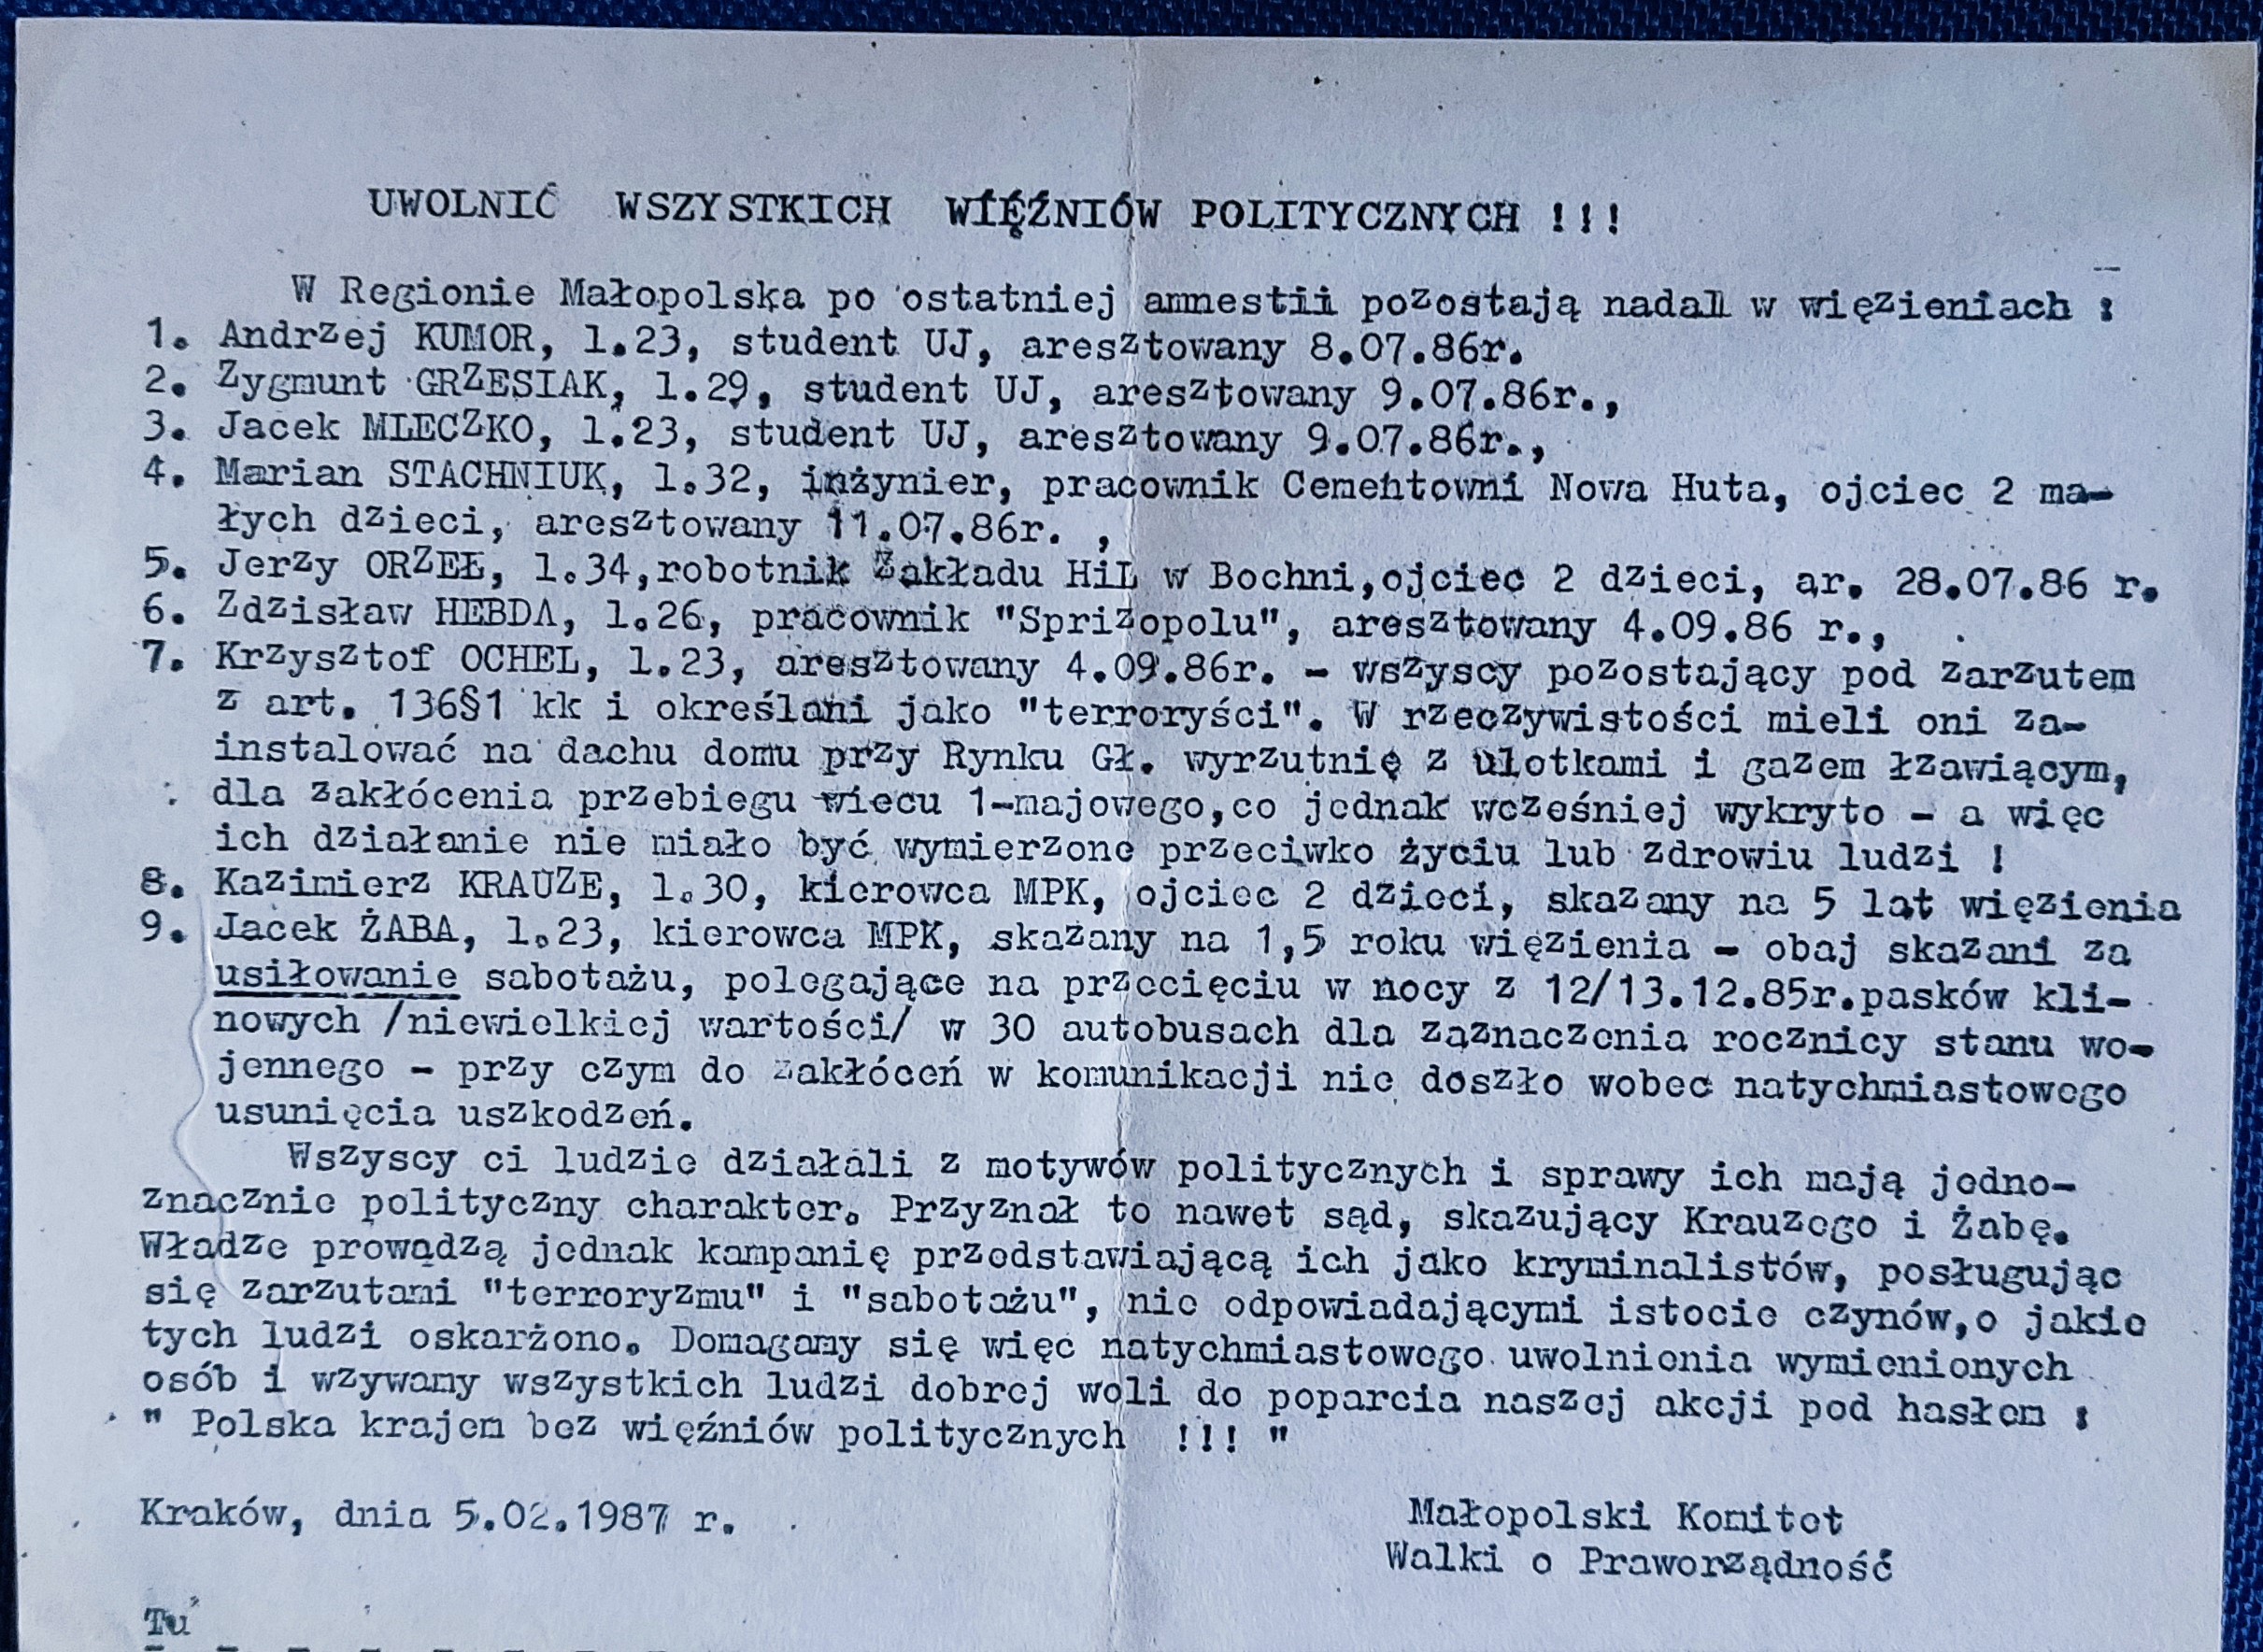 UWOLNIĆ WSZYSTKICH WIĘŹNIÓW POLITYCZNYCH !!!
W Regionie Małopolska po ostatniej amnestii pozostają nadal w więzieniach :
1. Andrzej KUMOR, l.23, student UJ, aresztowany 8.07.86r.
2. Zygmunt GRZESIAK, l.29, student UJ, aresztowany 9.07.86r.,
3. Jacek MLECZKO, l.23, student UJ, aresztowany 9.07.86r.,
4. Marian STACHNIUK, l.32, inżynier, pracownik Cementowni Nowa Huta, ojciec 2 ma-
łych dzieci, aresztowany 11.07.86r. ,
5. Jerzy ORZEŁ, l.34,robotnik Zakładu HiL w Bochni,ojciec 2 dzieci, ar. 28.07.86 r.
6. Zdzisław HEBDA, l.26, pracownik "Sprizopolu", aresztowany 4.09.86 r.,
7. Krzysztof OCHEL, l.23, aresztowany 4.09.86r. - wszyscy pozostający pod zarzutem
z art. 136§1 kk i określani jako "terroryści". W rzeczywistości mieli oni za-
instalować na dachu domu przy Rynku Gł. wyrzutnię z ulotkami i gazem łzawiącym,
dla zakłócenia przebiegu wiecu 1-majowego,co jednak wcześniej wykryto - a więc
ich działanie nie miało być wymierzone przeciwko życiu lub zdrowiu ludzi !
8. Kazimierz KRAUZE, l.30, kierowca MPK, ojciec 2 dzieci, skazany na 5 lat więzienia
9. Jacek ŻABA, l.23, kierowca MPK, skazany na 1,5 roku więzienia - obaj skazani za
usiłowanie sabotażu, polegające na przecięciu w nocy z 12/13.12.85r.pasków kli-
nowych /niewielkiej wartości/ w 30 autobusach dla zaznaczenia rocznicy stanu wo-
jennego - przy czym do zakłóceń w komunikacji nie doszło wobec natychmiastowego
usunięcia uszkodzeń.
Wszyscy ci ludzie działali z motywów politycznych i sprawy ich mają jedno-
znacznie polityczny charakter. Przyznał to nawet sąd, skazujący Krauzego i Żabę.
Władze prowadzą jednak kampanię przedstawiającą ich jako kryminalistów, posługując
się zarzutami "terroryzmu" i "sabotażu", nie odpowiadającymi istocie czynów,o jakie
tych ludzi oskarżono. Domagamy się więc natychmiastowego uwolnienia wymienionych
osób i wzywamy wszystkich ludzi dobrej woli do poparcia naszej akcji pod hasłem :
" Polska krajem bez więźniów politycznych !!! "
Kraków, dnia 5.02.1987 r.
Małopolski Komitet
Walki o Praworządność
Tu